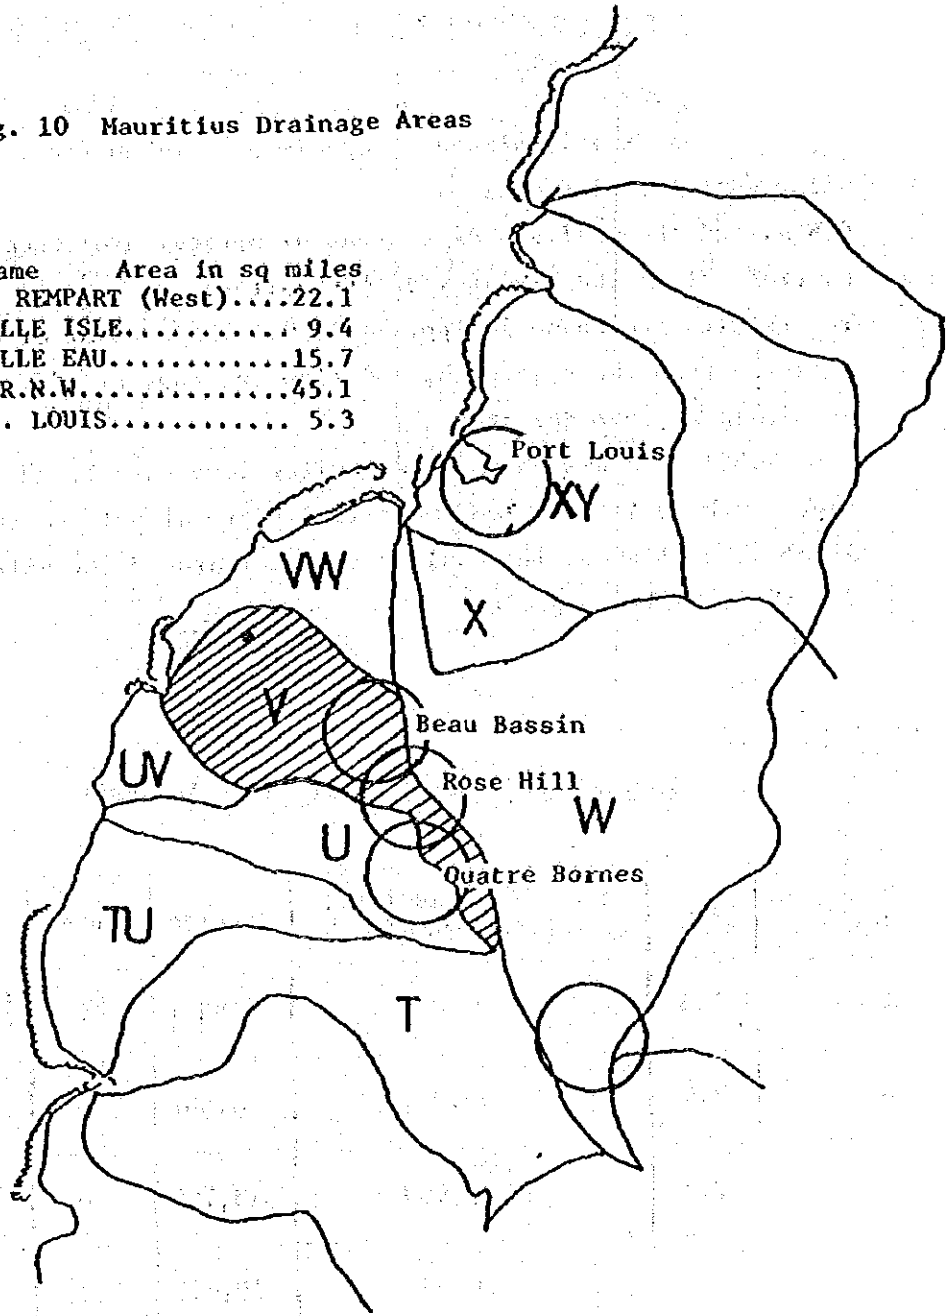 g. 10 Mauritius Drainage Areas
ame Area in sq miles
REMPART (West)....22.1
LLE ISLE........... 9.4
LLE EAU............15.7
R.N.W..............45.1
. LOUIS............ 5.3
Port Louis
XY
VW
X
V
Beau Bassin
UV
Rose Hill
W
U
Quatre Bornes
TU
T